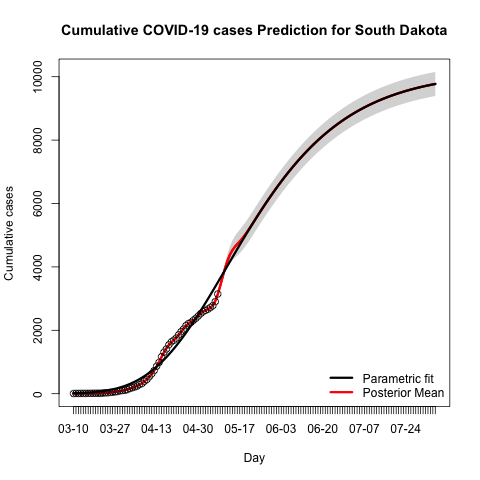 Cumulative COVID-19 cases Prediction for South Dakota
Cumulative cases
10000
8000
6000
4000
2000
0
Parametric fit
Posterior Mean
03-10 03-27 04-13 04-30 05-17 06-03 06-20 07-07 07-24
Day